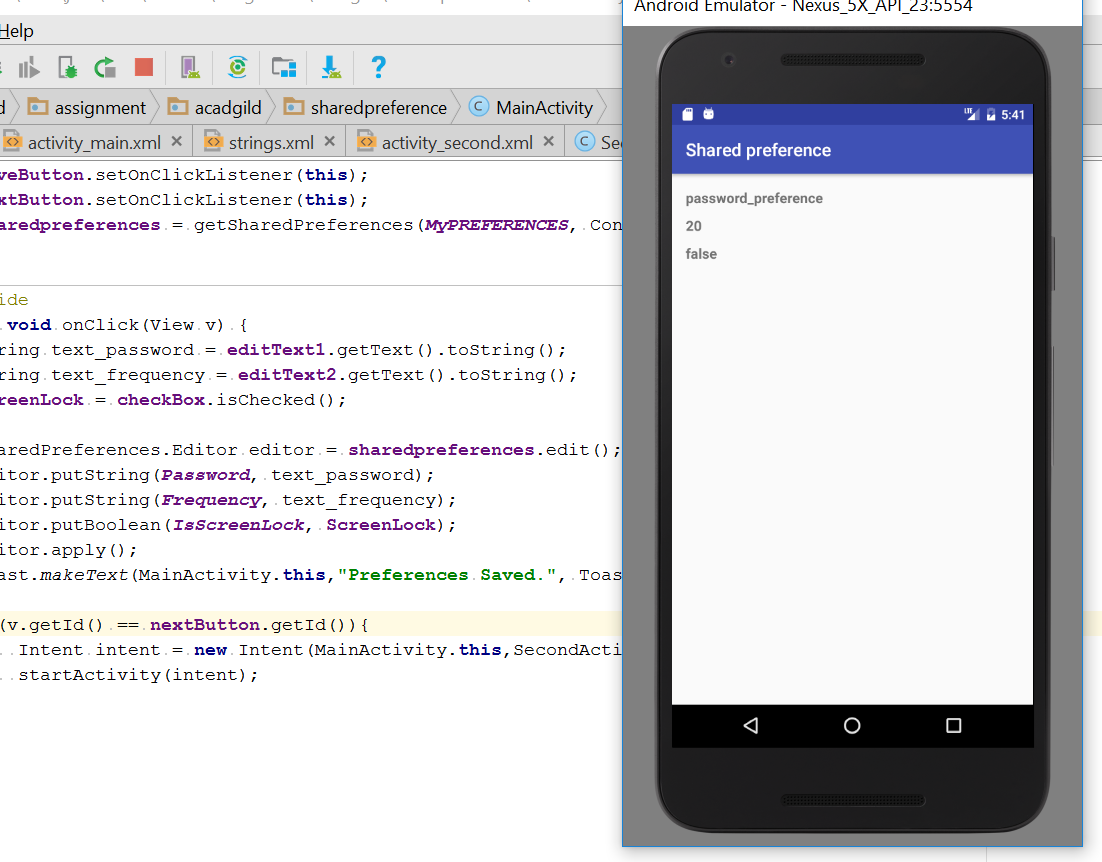 Android Emulator - Nexus_5X_API_23:5554
Help
assignment acadgild sharedpreference MainActivity
activity_main.xml strings.xml activity_second.xml Se
veButton.setOnClickListener(this);
xtButton.setOnClickListener(this);
aredpreferences = getSharedPreferences(MyPREFERENCES, Con
ide
void onClick(View v) {
ring text_password = editText1.getText().toString();
ring text_frequency = editText2.getText().toString();
reenLock = checkBox.isChecked();
aredPreferences.Editor editor = sharedpreferences.edit();
itor.putString(Password, text_password);
itor.putString(Frequency, text_frequency);
itor.putBoolean(IsScreenLock, ScreenLock);
itor.apply();
ast.makeText(MainActivity.this,"Preferences Saved.", Toas
(v.getId() == nextButton.getId()){
Intent intent = new Intent(MainActivity.this,SecondActi
startActivity(intent);
LTE 5:41
Shared preference
password_preference
20
false